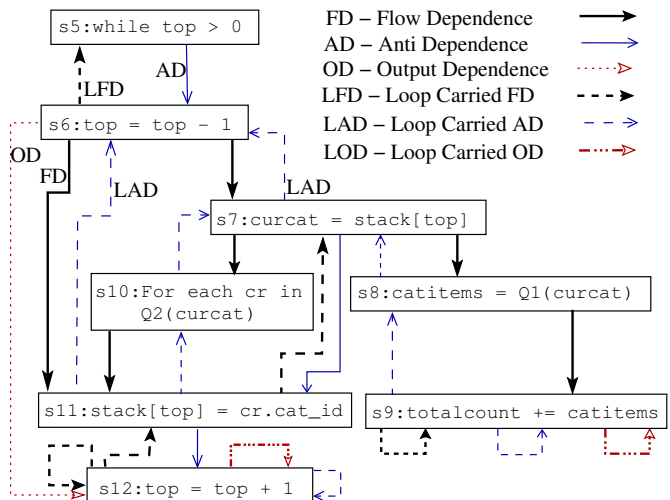 s5:while top > 0
FD – Flow Dependence
AD – Anti Dependence
OD – Output Dependence
LFD – Loop Carried FD
LAD – Loop Carried AD
LOD – Loop Carried OD
AD
LFD
s6:top = top - 1
OD
FD
LAD
LAD
s7:curcat = stack[top]
s10:For each cr in
Q2(curcat)
s8:catitems = Q1(curcat)
s11:stack[top] = cr.cat_id
s9:totalcount += catitems
s12:top = top + 1